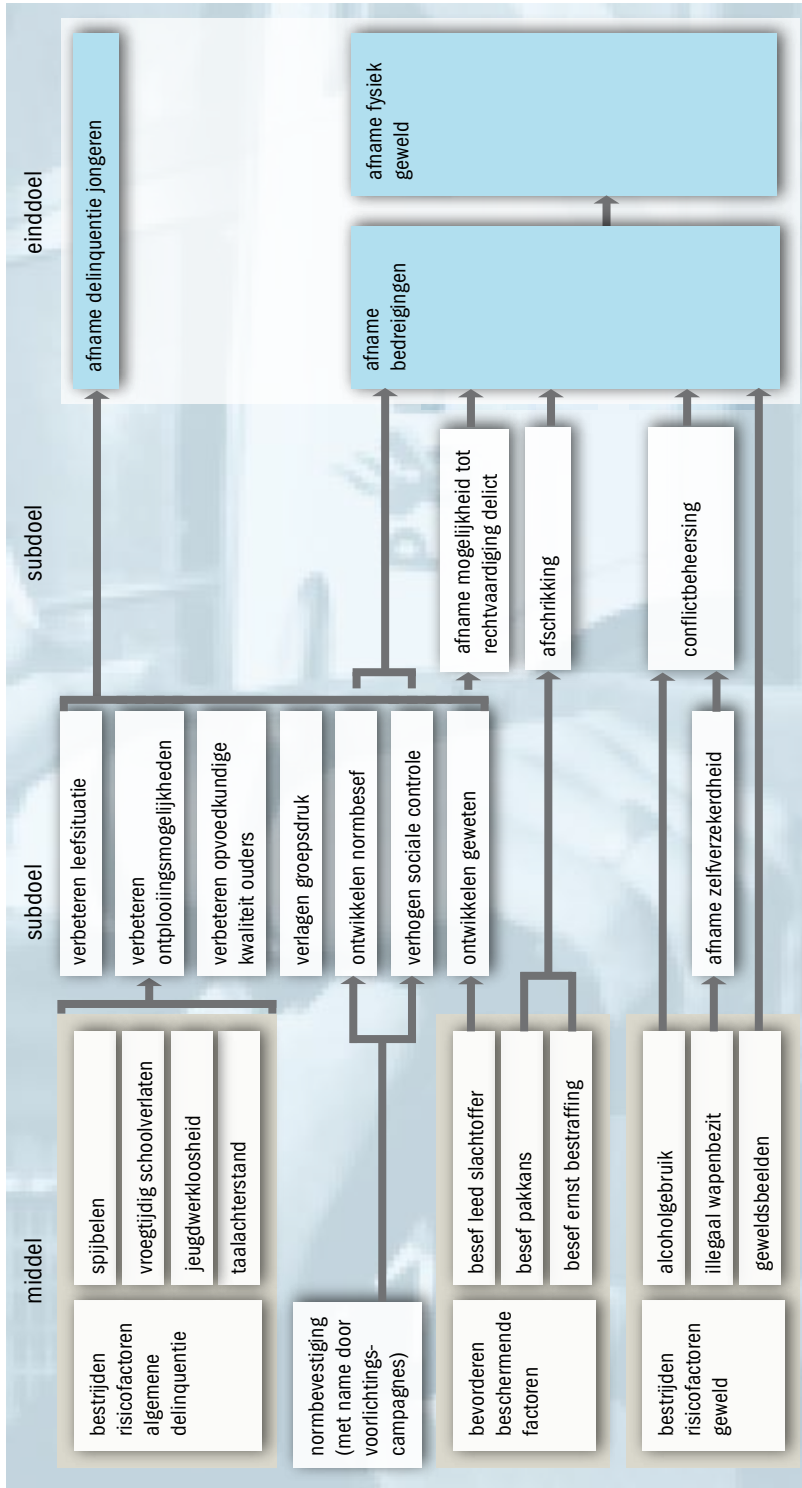 middel
subdoel
subdoel
einddoel
bestrijden
risicofactoren
algemene
delinquentie
spijbelen
vroegtijdig schoolverlaten
jeugdwerkloosheid
taalachterstand
normbevestiging
(met name door
voorlichtings-
campagnes)
bevorderen
beschermende
factoren
besef leed slachtoffer
besef pakkans
besef ernst bestraffing
bestrijden
risicofactoren
geweld
alcoholgebruik
illegaal wapenbezit
geweldsbeelden
verbeteren leefsituatie
verbeteren
ontplooiingsmogelijkheden
verbeteren opvoedkundige
kwaliteit ouders
verlagen groepsdruk
ontwikkelen normbesef
verhogen sociale controle
ontwikkelen geweten
afname zelfverzekerdheid
afname mogelijkheid tot
rechtvaardiging delict
afschrikking
conflictbeheersing
afname delinquentie jongeren
afname
bedreigingen
afname fysiek
geweld